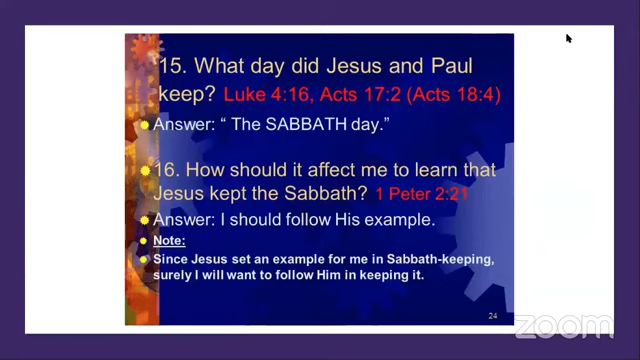 15. What day did Jesus and Paul
keep? Luke 4:16, Acts 17:2 (Acts 18:4)
Answer: “ The SABBATH day.”
16. How should it affect me to learn that
Jesus kept the Sabbath? 1 Peter 2:21
Answer: I should follow His example.
Note:
Since Jesus set an example for me in Sabbath-keeping,
surely I will want to follow Him in keeping it.
24
zoom